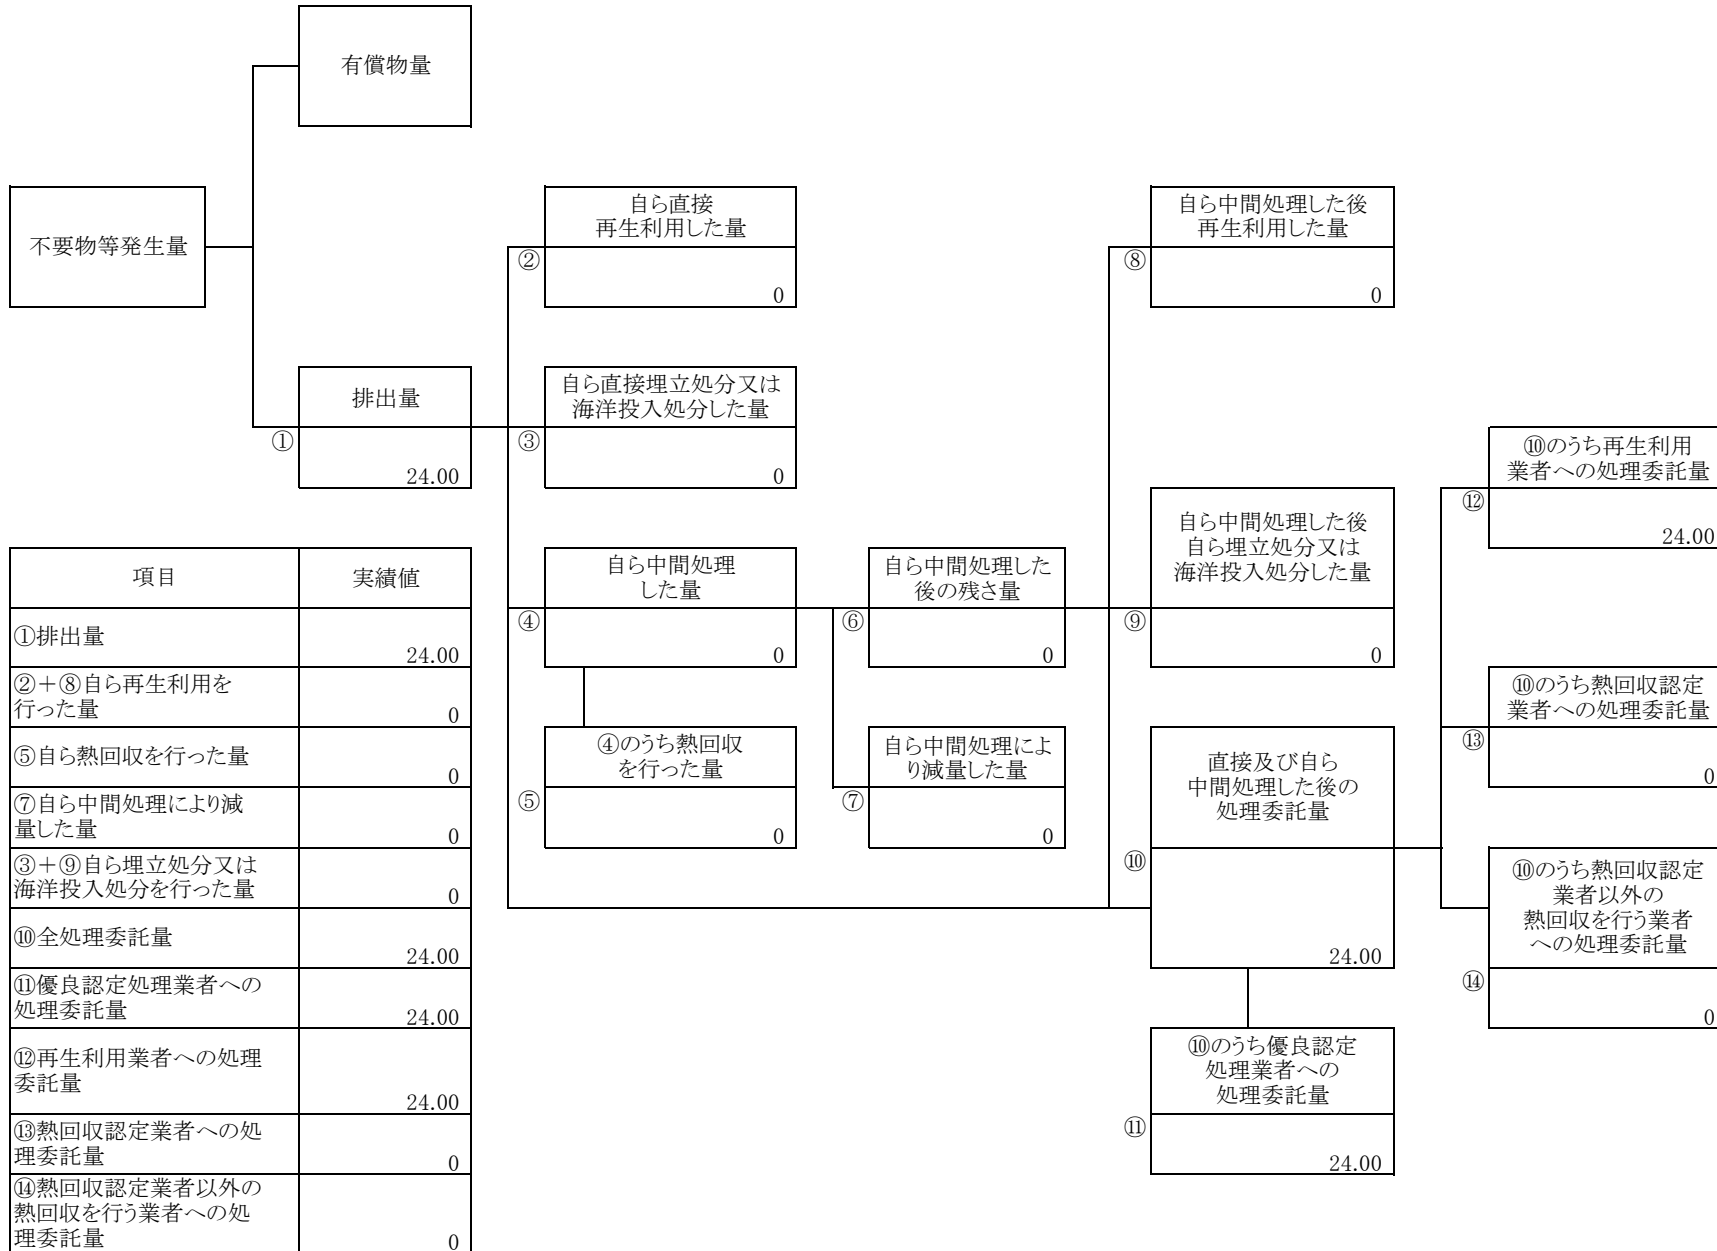 有償物量
不要物等発生量
自ら直接
再生利用した量
②
0
自ら中間処理した後
再生利用した量
⑧
0
排出量
①
24.00
自ら直接埋立処分又は
海洋投入処分した量
③
0
⑩のうち再生利用
業者への処理委託量
⑫
24.00
自ら中間処理
した量
④
0
自ら中間処理した
後の残さ量
⑥
0
自ら中間処理した後
自ら埋立処分又は
海洋投入処分した量
⑨
0
⑩のうち熱回収認定
業者への処理委託量
⑬
0
④のうち熱回収
を行った量
⑤
0
自ら中間処理によ
り減量した量
⑦
0
直接及び自ら
中間処理した後の
処理委託量
⑩
24.00
⑩のうち熱回収認定
業者以外の
熱回収を行う業者
への処理委託量
⑭
0
⑩のうち優良認定
処理業者への
処理委託量
⑪
24.00
項目 実績値
①排出量
24.00
②＋⑧自ら再生利用を
行った量
0
⑤自ら熱回収を行った量
0
⑦自ら中間処理により減
量した量
0
③＋⑨自ら埋立処分又は
海洋投入処分を行った量
0
⑩全処理委託量
24.00
⑪優良認定処理業者への
処理委託量
24.00
⑫再生利用業者への処理
委託量
24.00
⑬熱回収認定業者への処
理委託量
0
⑭熱回収認定業者以外の
熱回収を行う業者への処
理委託量
0